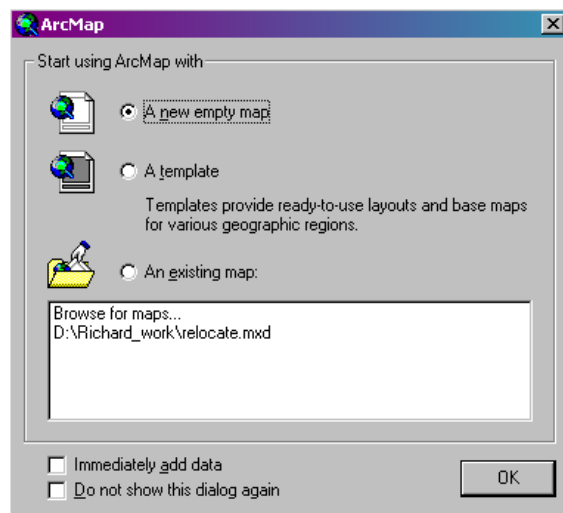 ArcMap
Start using ArcMap with
A new empty map
A template
Templates provide ready-to-use layouts and base maps
for various geographic regions.
An existing map:
Browse for maps...
D:\Richard_work\relocate.mxd
Immediately add data
Do not show this dialog again
OK